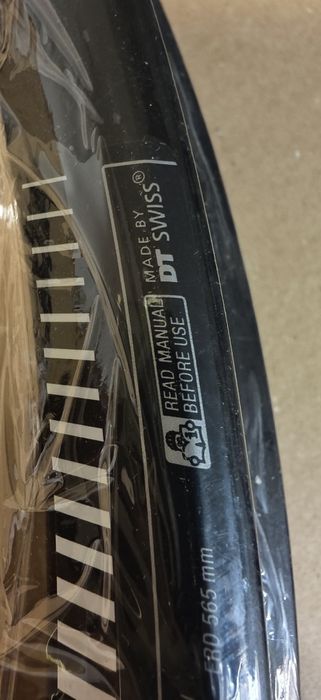 MADE BY
DT SWISS®
READ MANUAL
BEFORE USE
ERD 565 mm